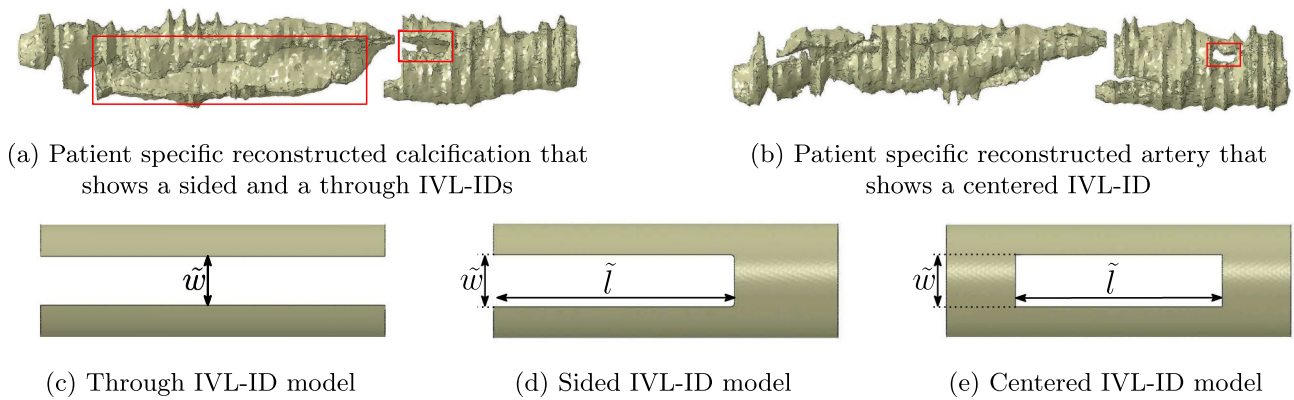 (a) Patient specific reconstructed calcification that
shows a sided and a through IVL-IDs
(b) Patient specific reconstructed artery that
shows a centered IVL-ID
w̃
w̃
l̃
w̃
l̃
(c) Through IVL-ID model
(d) Sided IVL-ID model
(e) Centered IVL-ID model